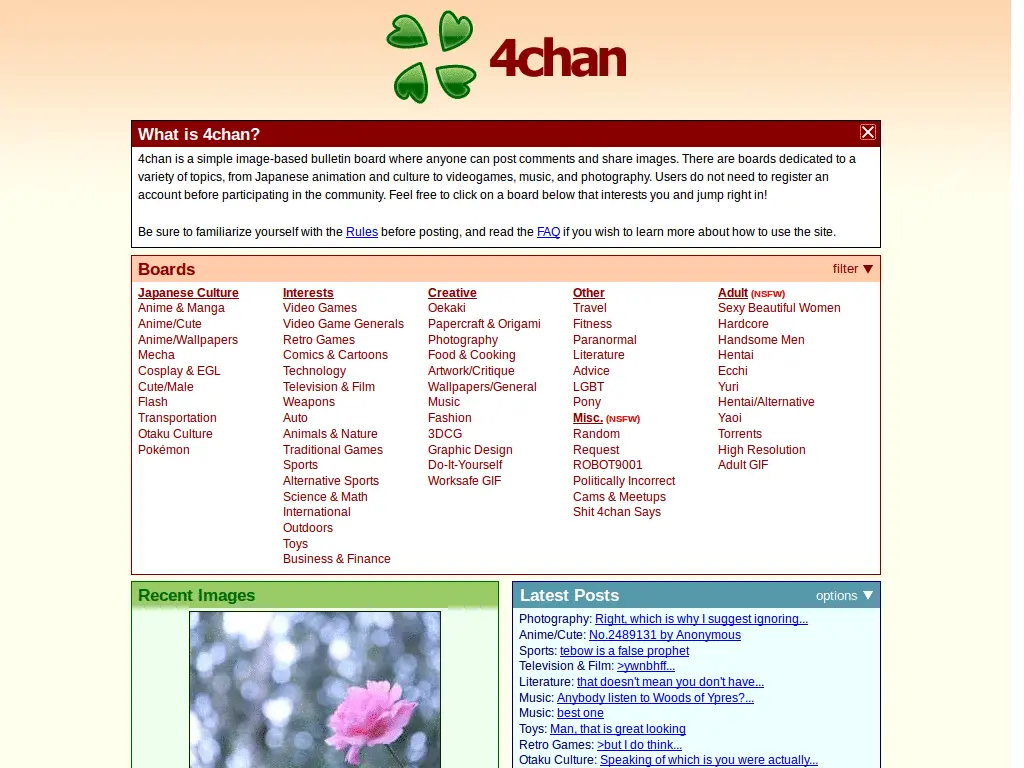 4chan
What is 4chan?
4chan is a simple image-based bulletin board where anyone can post comments and share images. There are boards dedicated to a
variety of topics, from Japanese animation and culture to videogames, music, and photography. Users do not need to register an
account before participating in the community. Feel free to click on a board below that interests you and jump right in!
Be sure to familiarize yourself with the Rules before posting, and read the FAQ if you wish to learn more about how to use the site.
Boards
filter ▼
Japanese Culture
Anime & Manga
Anime/Cute
Anime/Wallpapers
Mecha
Cosplay & EGL
Cute/Male
Flash
Transportation
Otaku Culture
Pokémon
Interests
Video Games
Video Game Generals
Retro Games
Comics & Cartoons
Technology
Television & Film
Weapons
Auto
Animals & Nature
Traditional Games
Sports
Alternative Sports
Science & Math
International
Outdoors
Toys
Business & Finance
Creative
Oekaki
Papercraft & Origami
Photography
Food & Cooking
Artwork/Critique
Wallpapers/General
Music
Fashion
3DCG
Graphic Design
Do-It-Yourself
Worksafe GIF
Other
Travel
Fitness
Paranormal
Literature
Advice
LGBT
Pony
Misc. (NSFW)
Random
Request
ROBOT9001
Politically Incorrect
Cams & Meetups
Shit 4chan Says
Adult (NSFW)
Sexy Beautiful Women
Hardcore
Handsome Men
Hentai
Ecchi
Yuri
Hentai/Alternative
Yaoi
Torrents
High Resolution
Adult GIF
Recent Images
Latest Posts
options ▼
Photography: Right, which is why I suggest ignoring...
Anime/Cute: No.2489131 by Anonymous
Sports: tebow is a false prophet
Television & Film: >ywnbhff...
Literature: that doesn't mean you don't have...
Music: Anybody listen to Woods of Ypres?...
Music: best one
Toys: Man, that is great looking
Retro Games: >but I do think...
Otaku Culture: Speaking of which is you were actually...